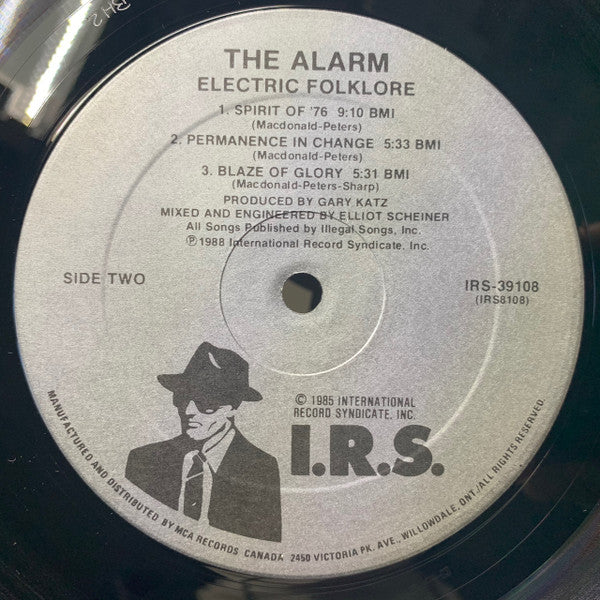 BH2
THE ALARM
ELECTRIC FOLKLORE
1. SPIRIT OF '76 9:10 BMI
(Macdonald-Peters)
2. PERMANENCE IN CHANGE 5:33 BMI
(Macdonald-Peters)
3. BLAZE OF GLORY 5:31 BMI
(Macdonald-Peters-Sharp)
PRODUCED BY GARY KATZ
MIXED AND ENGINEERED BY ELLIOT SCHEINER
All Songs Published by Illegal Songs, Inc.
Ⓟ 1988 International Record Syndicate, Inc.
SIDE TWO
IRS-39108
(IRS8108)
© 1985 INTERNATIONAL
RECORD SYNDICATE, INC.
I.R.S.
MANUFACTURED AND DISTRIBUTED BY MCA RECORDS CANADA, 2450 VICTORIA PK. AVE., WILLOWDALE, ONT./ALL RIGHTS RESERVED.